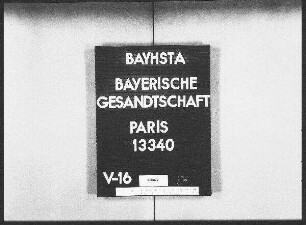 BAYHSTA
BAYERISCHE
GESANDTSCHAFT
PARIS
13340
V-16